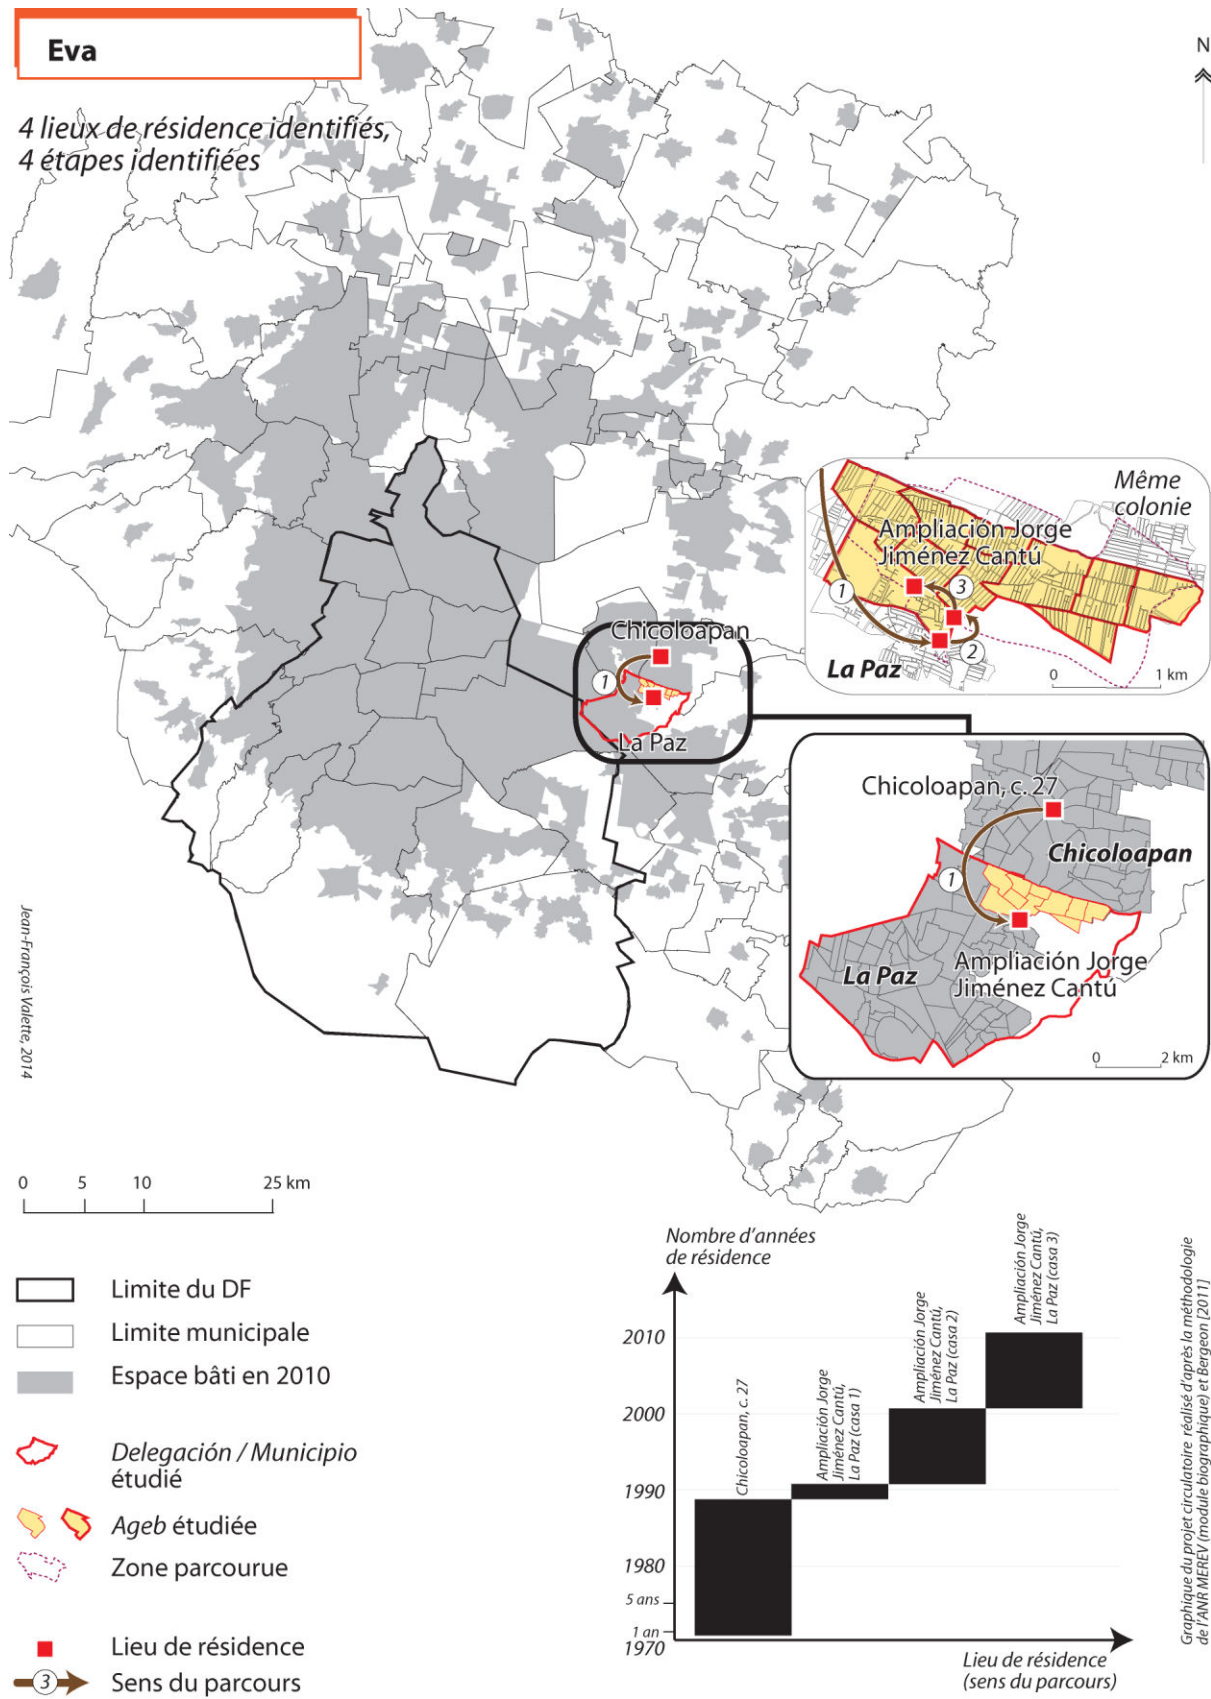 Eva
4 lieux de résidence identifiés,
4 étapes identifiées
N
Même
colonie
Ampliación Jorge
Jiménez Cantú
1
3
2
La Paz
0 1 km
Chicoloapan
1
La Paz
Chicoloapan, c. 27
Chicoloapan
1
La Paz
Ampliación Jorge
Jiménez Cantú
0 2 km
Jean-François Valette, 2014
0 5 10 25 km
Limite du DF
Limite municipale
Espace bâti en 2010
Delegación / Municipio
étudié
Ageb étudiée
Zone parcourue
Lieu de résidence
3
Sens du parcours
Nombre d'années
de résidence
2010
2000
1990
1980
5 ans
1 an
1970
Chicoloapan, c. 27
Ampliación Jorge
Jiménez Cantú,
La Paz (casa 1)
Ampliación Jorge
Jiménez Cantú,
La Paz (casa 2)
Ampliación Jorge
Jiménez Cantú,
La Paz (casa 3)
Lieu de résidence
(sens du parcours)
Graphique du projet circulatoire réalisé d'après la méthodologie
de l'ANR MEREV (module biographique) et Bergeon [2011]